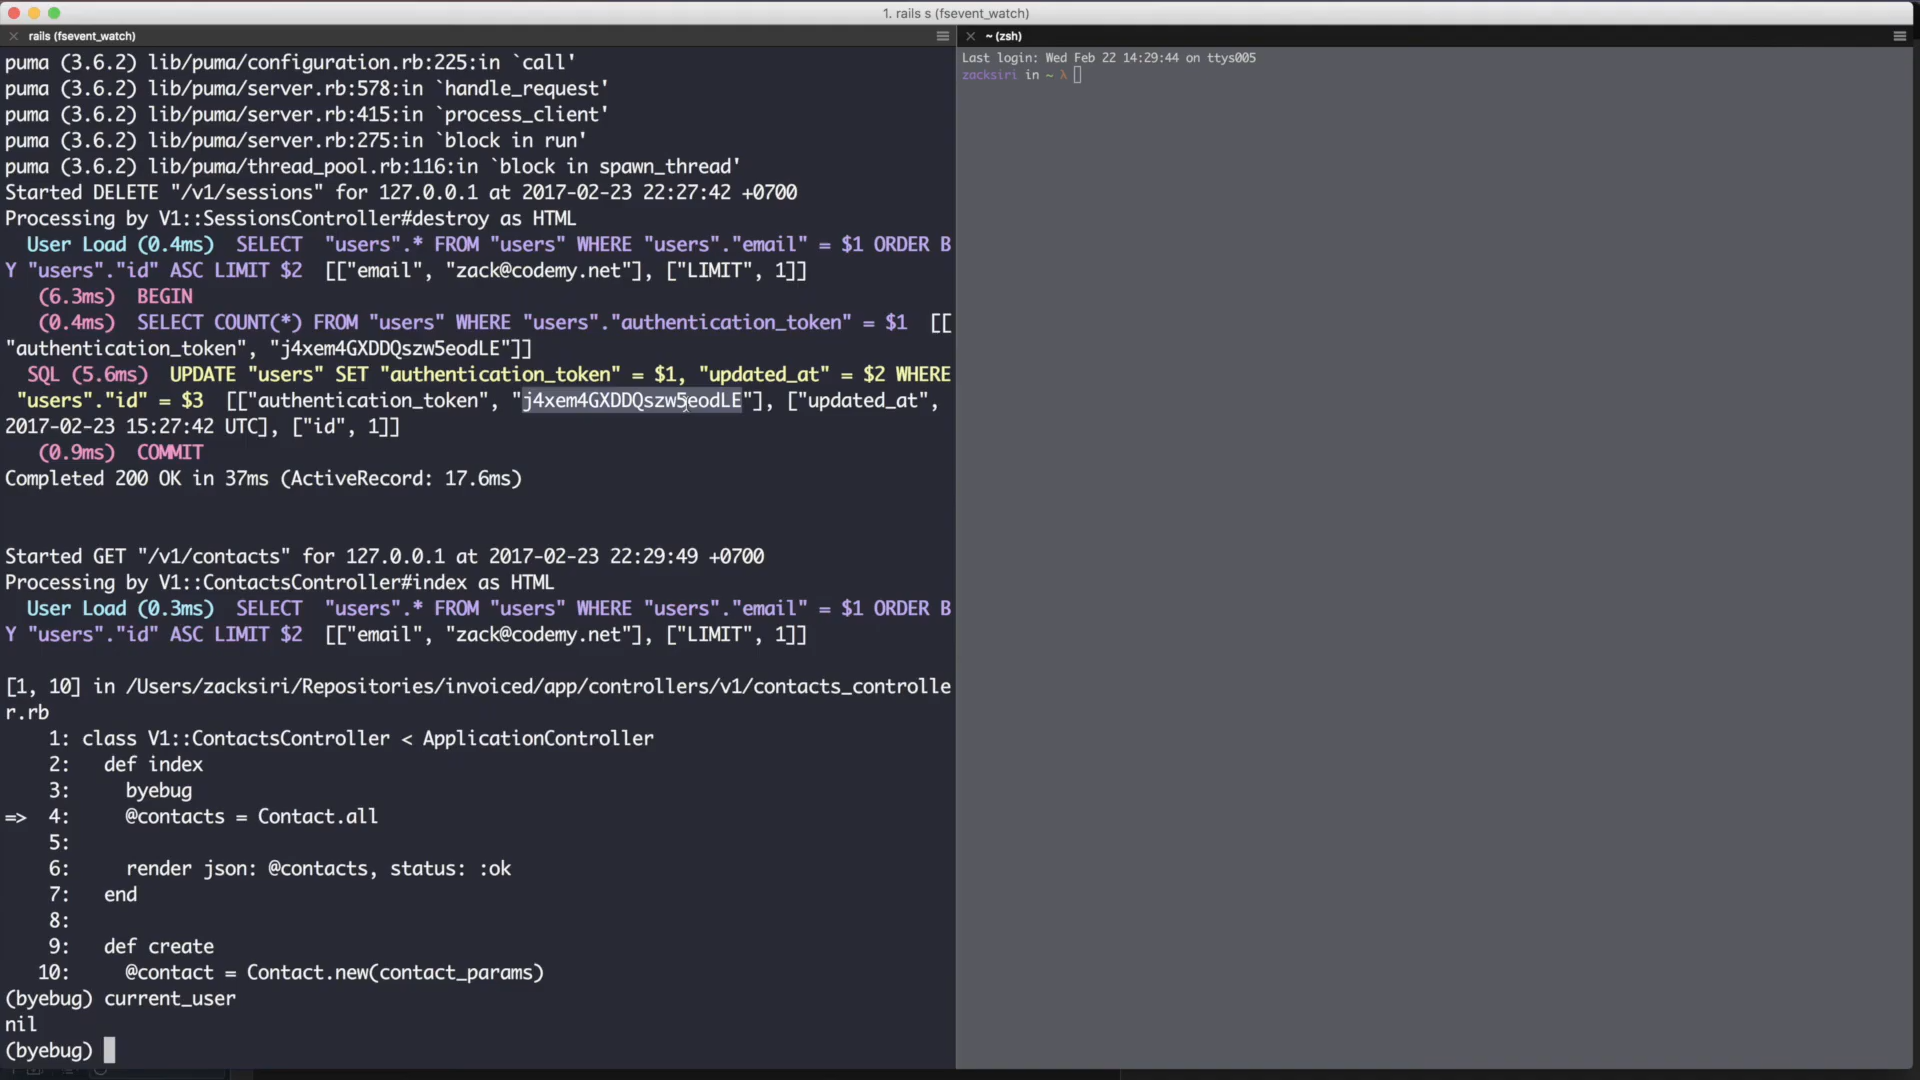 1. rails s (fsevent_watch)
rails (fsevent_watch)
puma (3.6.2) lib/puma/configuration.rb:225:in `call'
puma (3.6.2) lib/puma/server.rb:578:in `handle_request'
puma (3.6.2) lib/puma/server.rb:415:in `process_client'
puma (3.6.2) lib/puma/server.rb:275:in `block in run'
puma (3.6.2) lib/puma/thread_pool.rb:116:in `block in spawn_thread'
Started DELETE "/v1/sessions" for 127.0.0.1 at 2017-02-23 22:27:42 +0700
Processing by V1::SessionsController#destroy as HTML
User Load (0.4ms)  SELECT  "users".* FROM "users" WHERE "users"."email" = $1 ORDER B
Y "users"."id" ASC LIMIT $2  [["email", "zack@codemy.net"], ["LIMIT", 1]]
(6.3ms)  BEGIN
(0.4ms)  SELECT COUNT(*) FROM "users" WHERE "users"."authentication_token" = $1  [[
"authentication_token", "j4xem4GXDDQszw5eodLE"]]
SQL (5.6ms)  UPDATE "users" SET "authentication_token" = $1, "updated_at" = $2 WHERE
"users"."id" = $3  [["authentication_token", "j4xem4GXDDQszw5eodLE"], ["updated_at",
2017-02-23 15:27:42 UTC], ["id", 1]]
(0.9ms)  COMMIT
Completed 200 OK in 37ms (ActiveRecord: 17.6ms)
Started GET "/v1/contacts" for 127.0.0.1 at 2017-02-23 22:29:49 +0700
Processing by V1::ContactsController#index as HTML
User Load (0.3ms)  SELECT  "users".* FROM "users" WHERE "users"."email" = $1 ORDER B
Y "users"."id" ASC LIMIT $2  [["email", "zack@codemy.net"], ["LIMIT", 1]]
[1, 10] in /Users/zacksiri/Repositories/invoiced/app/controllers/v1/contacts_controlle
r.rb
1: class V1::ContactsController < ApplicationController
2:   def index
3:     byebug
=>  4:     @contacts = Contact.all
5:
6:     render json: @contacts, status: :ok
7:   end
8:
9:   def create
10:     @contact = Contact.new(contact_params)
(byebug) current_user
nil
(byebug)
~ (zsh)
Last login: Wed Feb 22 14:29:44 on ttys005
zacksiri in ~ λ